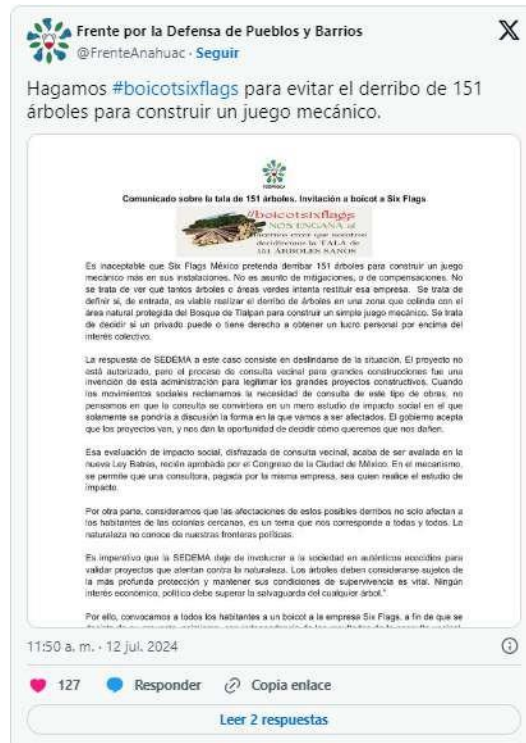 Frente por la Defensa de Pueblos y Barrios
@FrenteAnahuac · Seguir
Hagamos #boicotsixflags para evitar el derribo de 151
árboles para construir un juego mecánico.
Comunicado sobre la tala de 151 árboles. Invitación a boicot a Six Flags
#boicotsixflags
NOS ENGAÑA al
hacernos creer que nosotros
decidiremos la TALA de
151 ÁRBOLES SANOS
Es inaceptable que Six Flags México pretenda derribar 151 árboles para construir un juego
mecánico más en sus instalaciones. No es asunto de mitigaciones, o de compensaciones. No
se trata de ver qué tantos árboles o áreas verdes intenta restituir esa empresa. Se trata de
definir si, de entrada, es viable realizar el derribo de árboles en una zona que colinda con el
área natural protegida del Bosque de Tlalpan para construir un simple juego mecánico. Se trata
de decidir si un privado puede o tiene derecho a obtener un lucro personal por encima del
interés colectivo.
La respuesta de SEDEMA a este caso consiste en deslindarse de la situación. El proyecto no
está autorizado, pero el proceso de consulta vecinal para grandes construcciones fue una
invención de esta administración para legitimar los grandes proyectos constructivos. Cuando
los movimientos sociales reclamamos la necesidad de consulta de este tipo de obras, no
pensamos en que la consulta se convirtiera en un mero estudio de impacto social en el que
solamente se pondría a discusión la forma en la que vamos a ser afectados. El gobierno acepta
que los proyectos van, y nos dan la oportunidad de decidir cómo queremos que nos dañen.
Esa evaluación de impacto social, disfrazada de consulta vecinal, acaba de ser avalada en la
nueva Ley Batres, recién aprobada por el Congreso de la Ciudad de México. En el mecanismo,
se permite que una consultora, pagada por la misma empresa, sea quien realice el estudio de
impacto.
Por otra parte, consideramos que las afectaciones de estos posibles derribos no solo afectan a
los habitantes de las colonias cercanas, es un tema que nos corresponde a todas y todos. La
naturaleza no conoce de nuestras fronteras políticas.
Es imperativo que la SEDEMA deje de involucrar a la sociedad en auténticos ecocidios para
validar proyectos que atentan contra la naturaleza. Los árboles deben considerarse sujetos de
la más profunda protección y mantener sus condiciones de supervivencia es vital. Ningún
interés económico, político debe superar la salvaguarda del cualquier árbol."
Por ello, convocamos a todos los habitantes a un boicot a la empresa Six Flags, a fin de que se
11:50 a. m. · 12 jul. 2024
127 Responder Copia enlace
Leer 2 respuestas